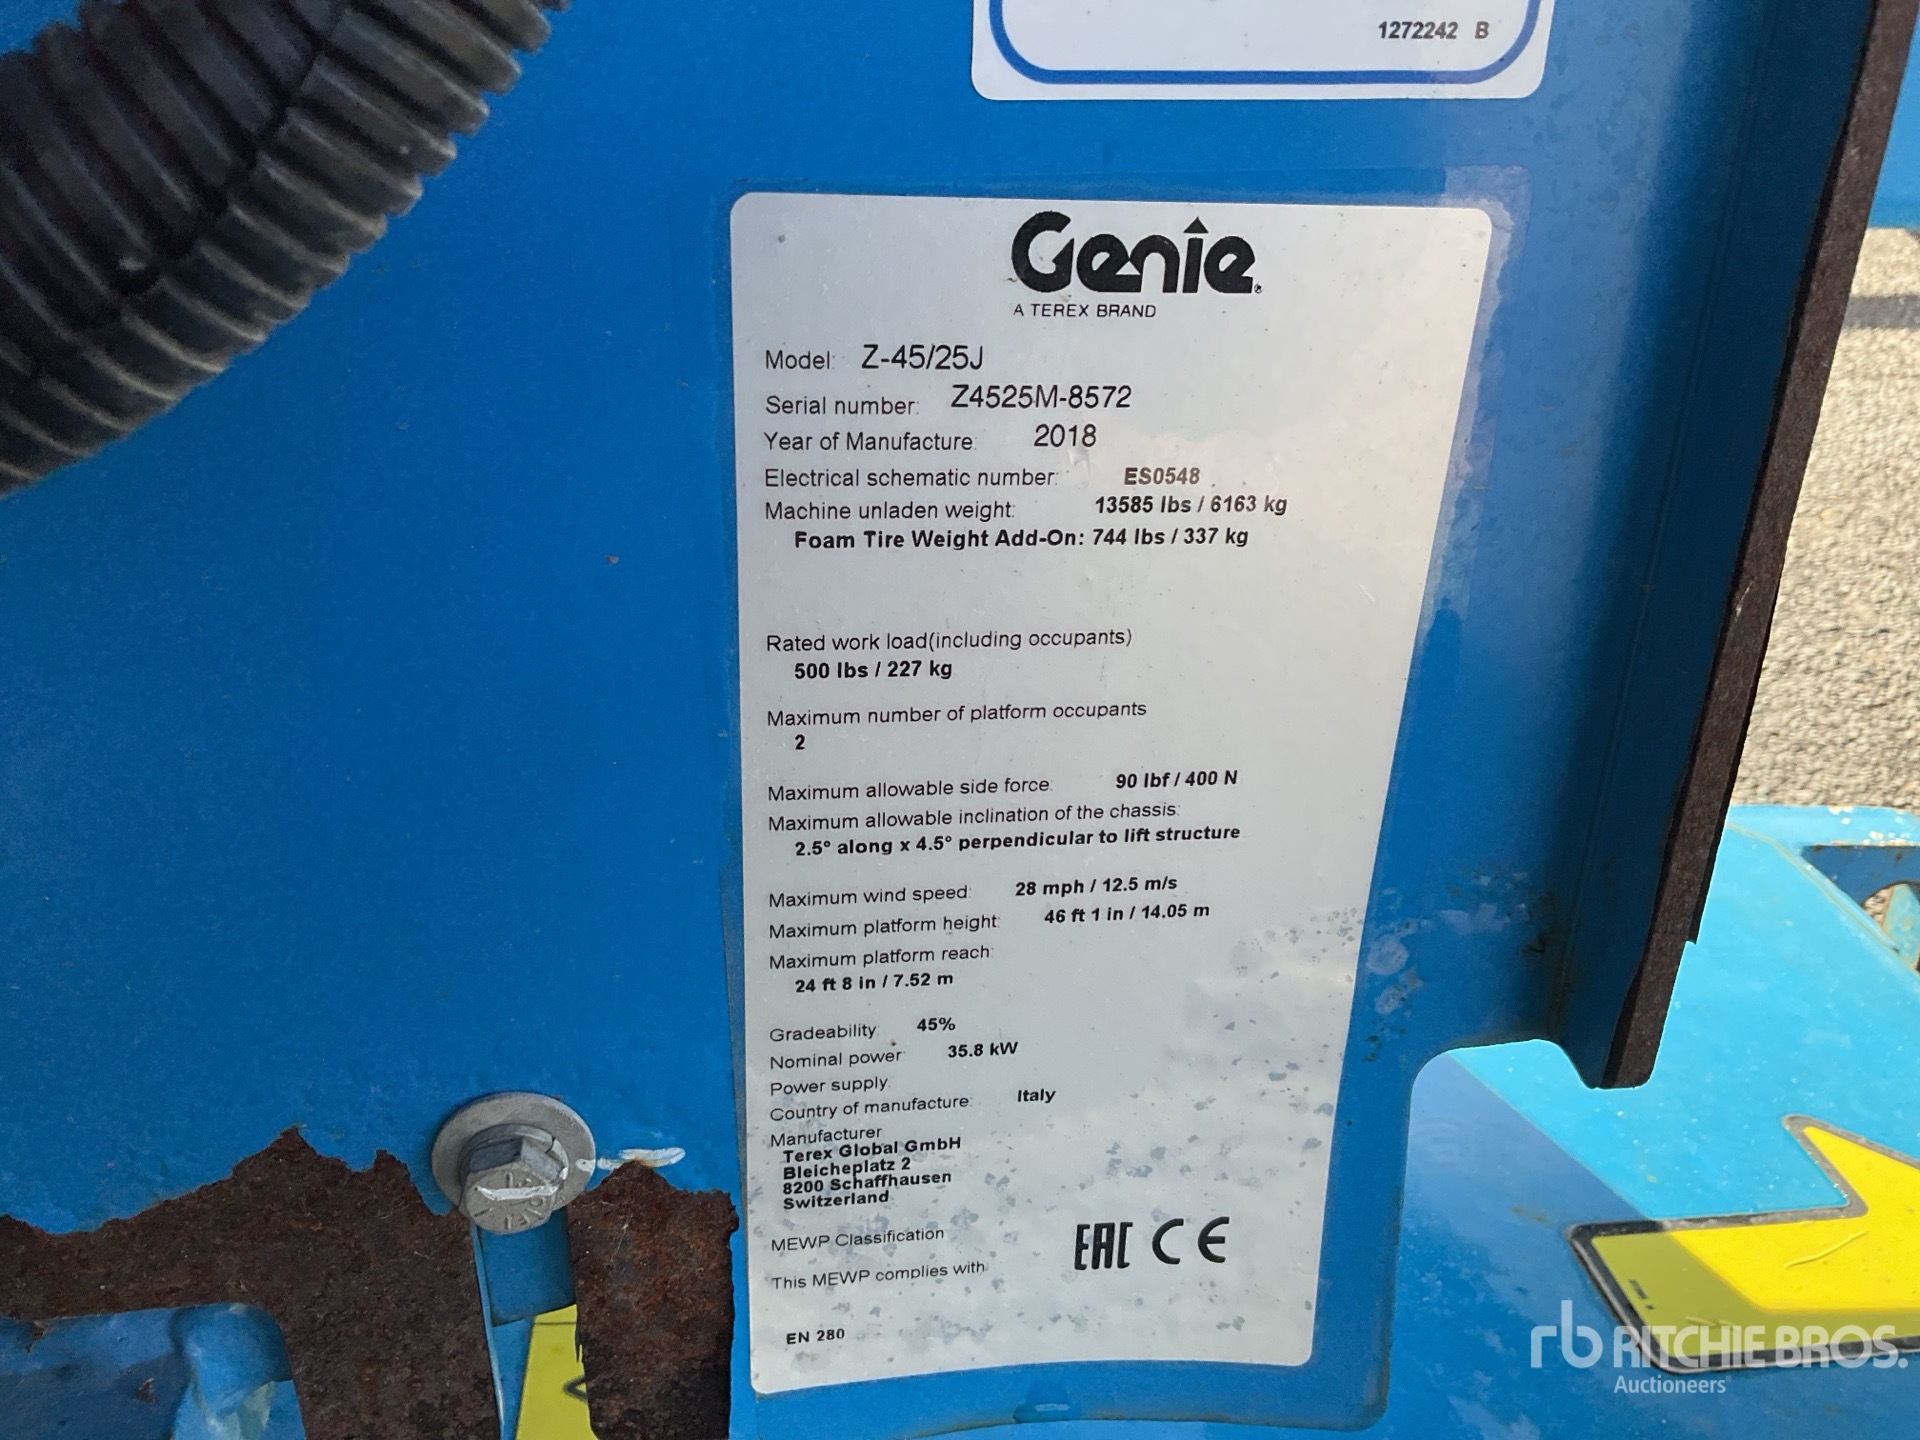 1272242 B
Genie
A TEREX BRAND
Model: Z-45/25J
Serial number: Z4525M-8572
Year of Manufacture: 2018
Electrical schematic number: ES0548
Machine unladen weight: 13585 lbs / 6163 kg
Foam Tire Weight Add-On: 744 lbs / 337 kg
Rated work load(including occupants)
500 lbs / 227 kg
Maximum number of platform occupants
2
Maximum allowable side force: 90 lbf / 400 N
Maximum allowable inclination of the chassis:
2.5° along x 4.5° perpendicular to lift structure
Maximum wind speed: 28 mph / 12.5 m/s
Maximum platform height: 46 ft 1 in / 14.05 m
Maximum platform reach:
24 ft 8 in / 7.52 m
Gradeability: 45%
Nominal power: 35.8 kW
Power supply:
Country of manufacture: Italy
Manufacturer
Terex Global GmbH
Bleicheplatz 2
8200 Schaffhausen
Switzerland
MEWP Classification
EAC CE
This MEWP complies with:
EN 280
rb RITCHIE BROS.
Auctioneers